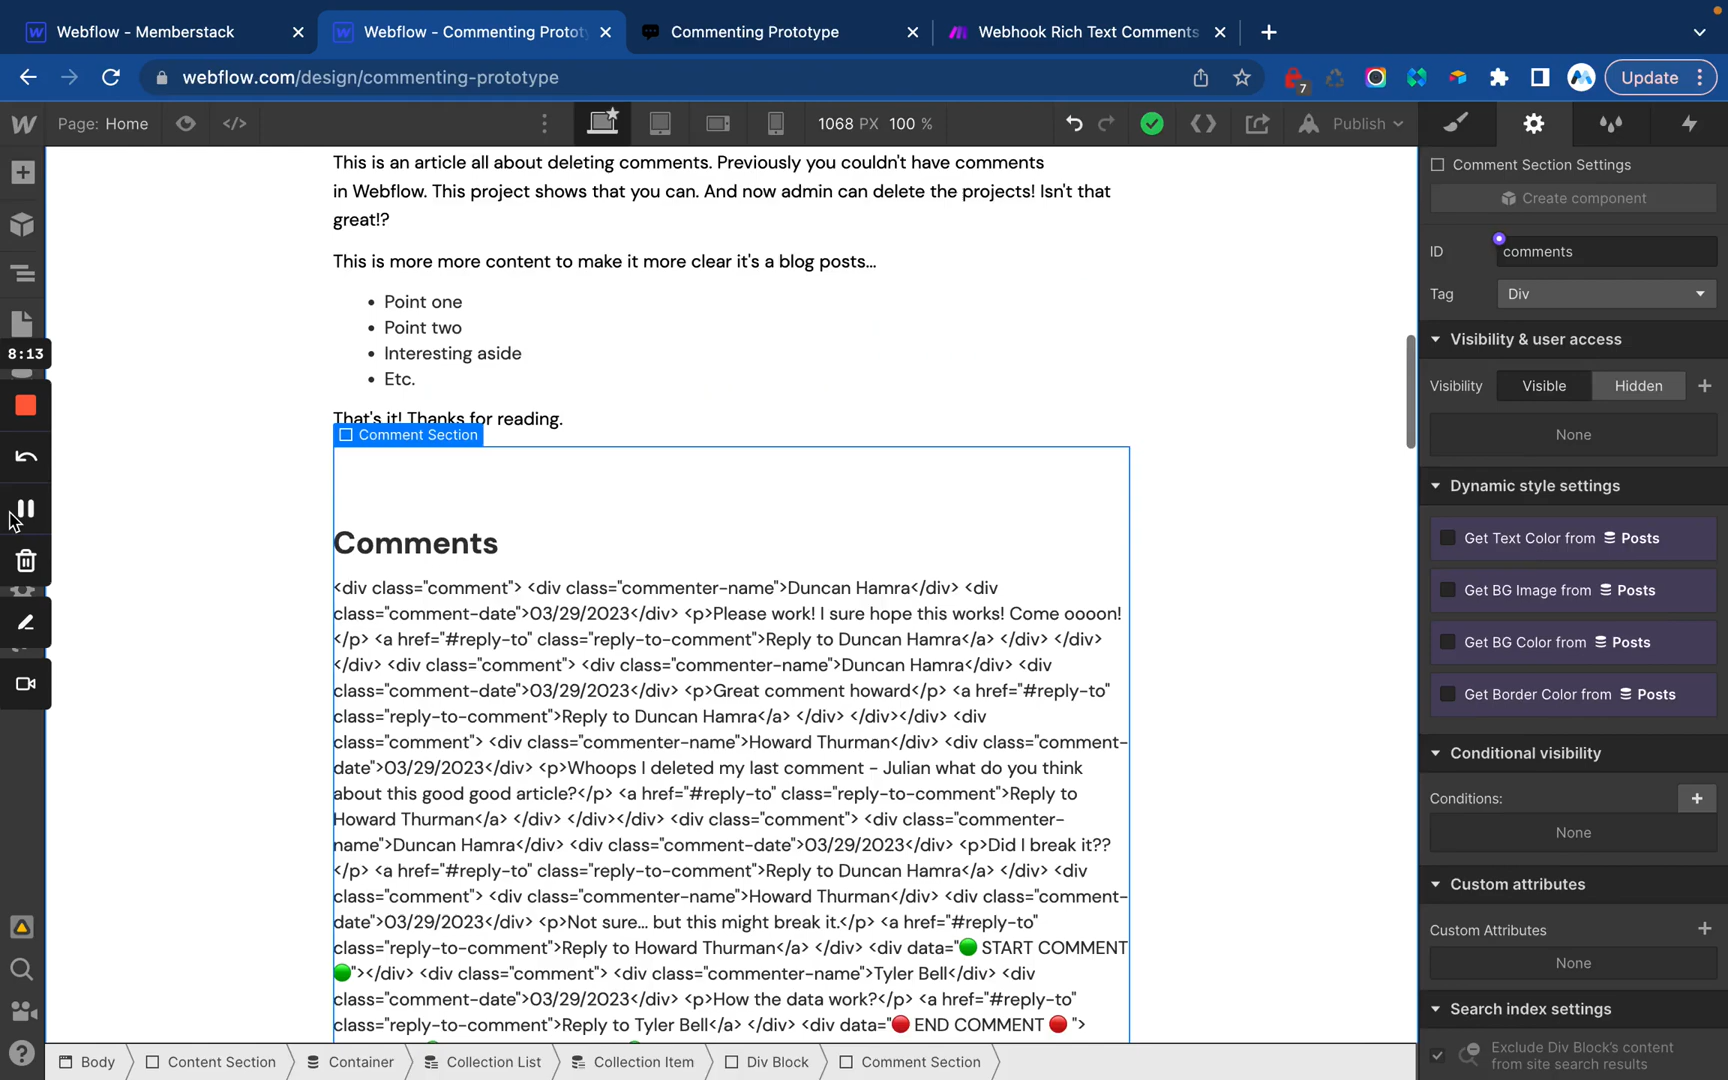 Webflow - Memberstack
Webflow - Commenting Protot
Commenting Prototype
Webhook Rich Text Comments
webflow.com/design/commenting-prototype
7
Update
Page: Home
1068 PX 100 %
Publish
8:13
This is an article all about deleting comments. Previously you couldn't have comments
in Webflow. This project shows that you can. And now admin can delete the projects! Isn't that
great!?
This is more more content to make it more clear it's a blog posts...
• Point one
• Point two
• Interesting aside
• Etc.
That's it! Thanks for reading.
Comment Section
Comments
<div class="comment"> <div class="commenter-name">Duncan Hamra</div> <div
class="comment-date">03/29/2023</div> <p>Please work! I sure hope this works! Come oooon!
</p> <a href="#reply-to" class="reply-to-comment">Reply to Duncan Hamra</a> </div> </div>
</div> <div class="comment"> <div class="commenter-name">Duncan Hamra</div> <div
class="comment-date">03/29/2023</div> <p>Great comment howard</p> <a href="#reply-to"
class="reply-to-comment">Reply to Duncan Hamra</a> </div> </div></div> <div
class="comment"> <div class="commenter-name">Howard Thurman</div> <div class="comment-
date">03/29/2023</div> <p>Whoops I deleted my last comment - Julian what do you think
about this good good article?</p> <a href="#reply-to" class="reply-to-comment">Reply to
Howard Thurman</a> </div> </div></div> <div class="comment"> <div class="commenter-
name">Duncan Hamra</div> <div class="comment-date">03/29/2023</div> <p>Did I break it??
</p> <a href="#reply-to" class="reply-to-comment">Reply to Duncan Hamra</a> </div> <div
class="comment"> <div class="commenter-name">Howard Thurman</div> <div class="comment-
date">03/29/2023</div> <p>Not sure... but this might break it.</p> <a href="#reply-to"
class="reply-to-comment">Reply to Howard Thurman</a> </div> <div data="🟢 START COMMENT
🟢"></div> <div class="comment"> <div class="commenter-name">Tyler Bell</div> <div
class="comment-date">03/29/2023</div> <p>How the data work?</p> <a href="#reply-to"
class="reply-to-comment">Reply to Tyler Bell</a> </div> <div data="🔴 END COMMENT 🔴 ">
Body
Content Section
Container
Collection List
Collection Item
Div Block
Comment Section
Comment Section Settings
Create component
ID comments
Tag Div
Visibility & user access
Visibility Visible Hidden
None
Dynamic style settings
Get Text Color from Posts
Get BG Image from Posts
Get BG Color from Posts
Get Border Color from Posts
Conditional visibility
Conditions:
None
Custom attributes
Custom Attributes
None
Search index settings
Exclude Div Block's content
from site search results